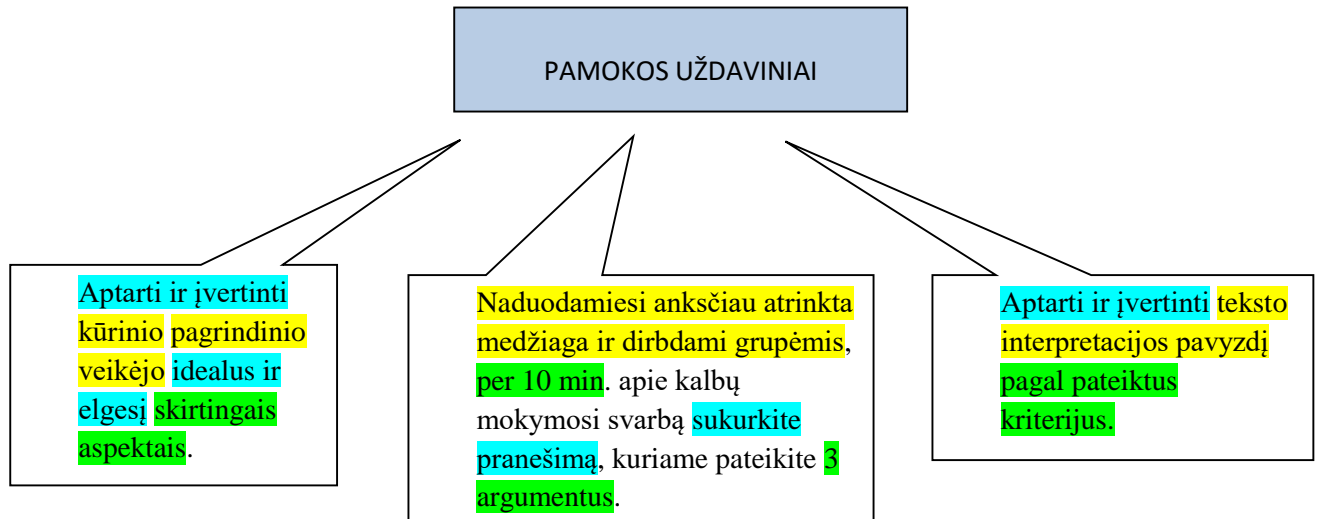 PAMOKOS UŽDAVINIAI
Aptarti ir įvertinti
kūrinio pagrindinio
veikėjo idealus ir
elgesį skirtingais
aspektais.
Naduodamiesi anksčiau atrinkta
medžiaga ir dirbdami grupėmis,
per 10 min. apie kalbų
mokymosi svarbą sukurkite
pranešimą, kuriame pateikite 3
argumentus.
Aptarti ir įvertinti teksto
interpretacijos pavyzdį
pagal pateiktus
kriterijus.